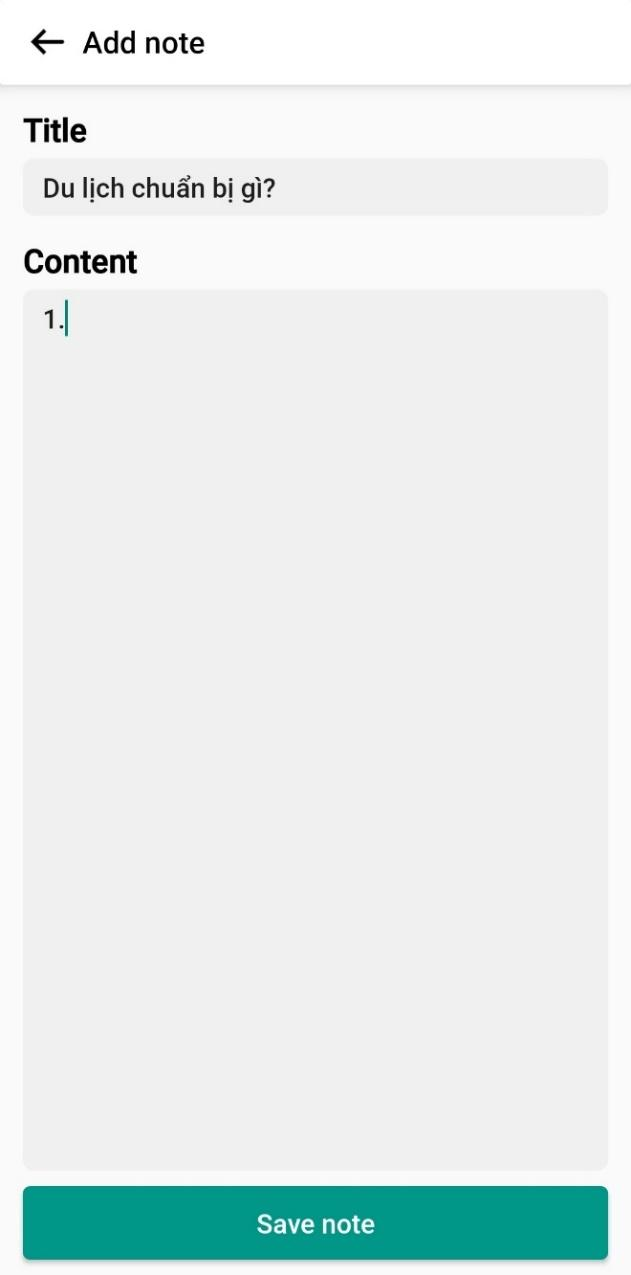 Add note
Title
Du lịch chuẩn bị gì?
Content
1.
Save note